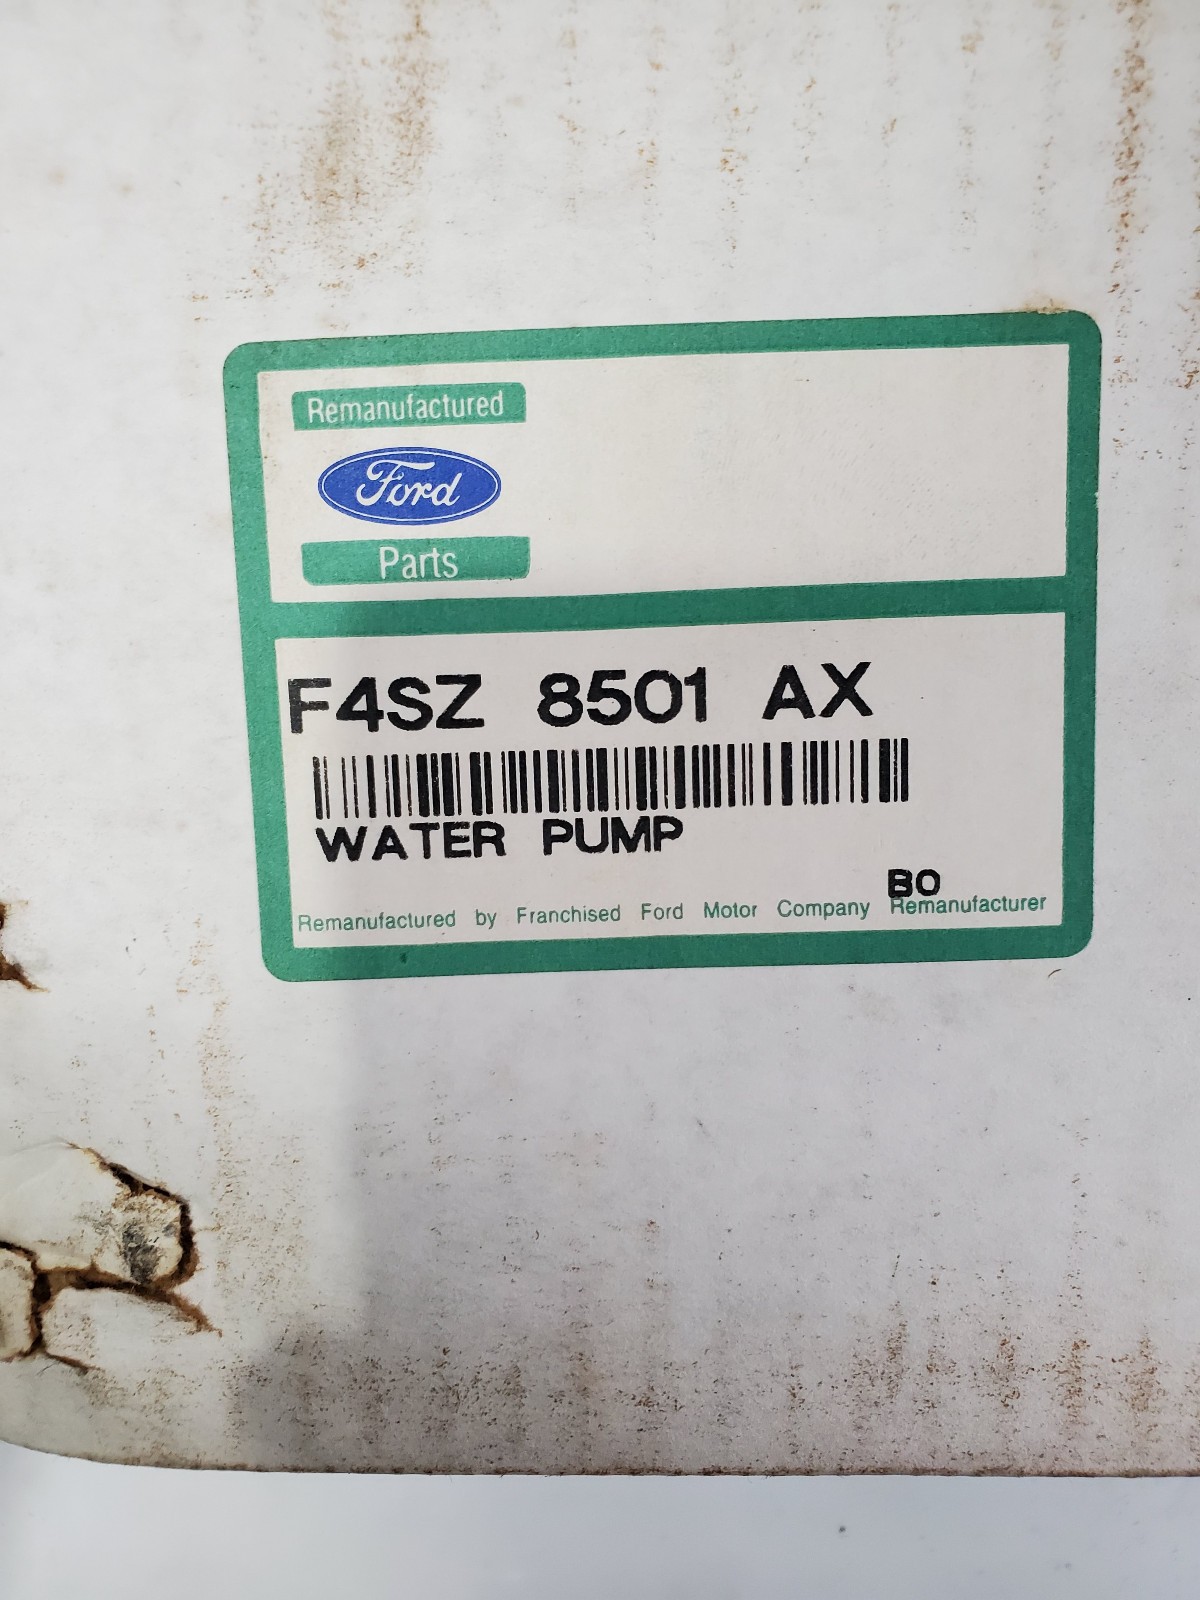 Remanufactured
Ford
Parts
F4SZ 8501 AX
WATER PUMP
BO
Remanufactured by Franchised Ford Motor Company Remanufacturer